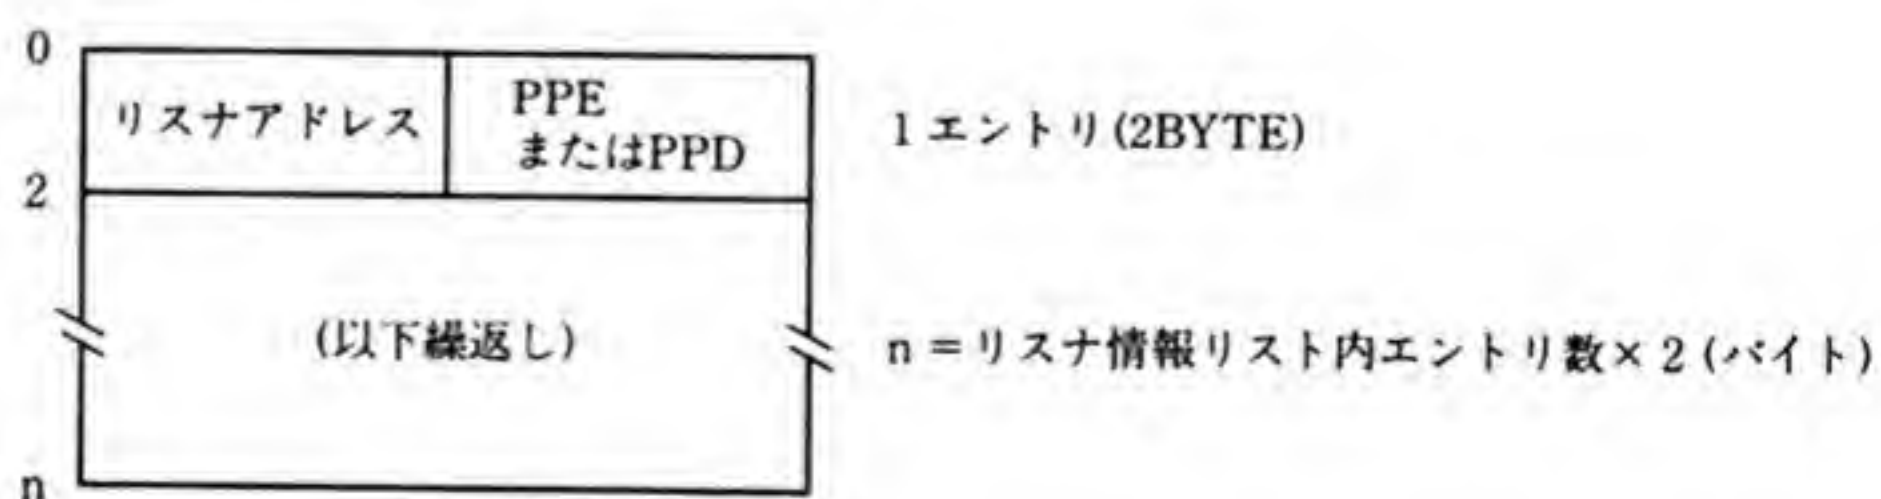 0
リスナアドレス
PPE
またはPPD
1エントリ(2BYTE)
2
(以下繰返し)
n=リスナ情報リスト内エントリ数×2(バイト)
n